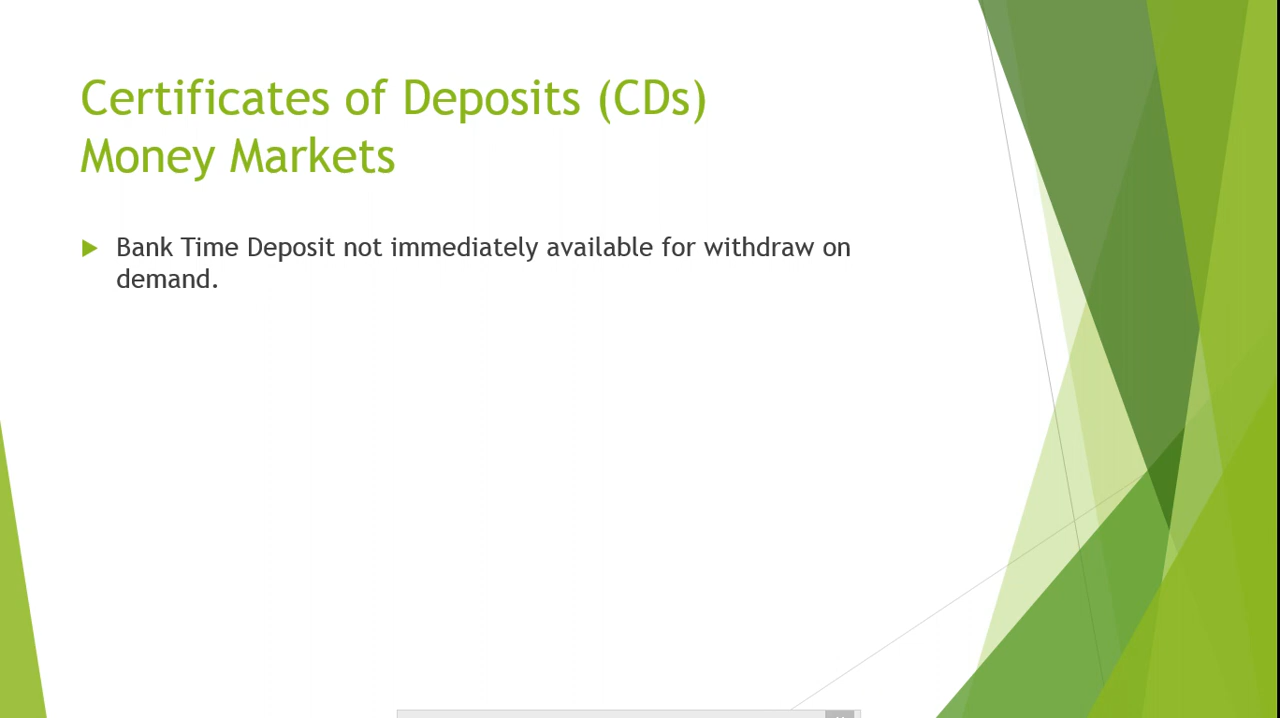 Certificates of Deposits (CDs)
Money Markets
Bank Time Deposit not immediately available for withdraw on
demand.